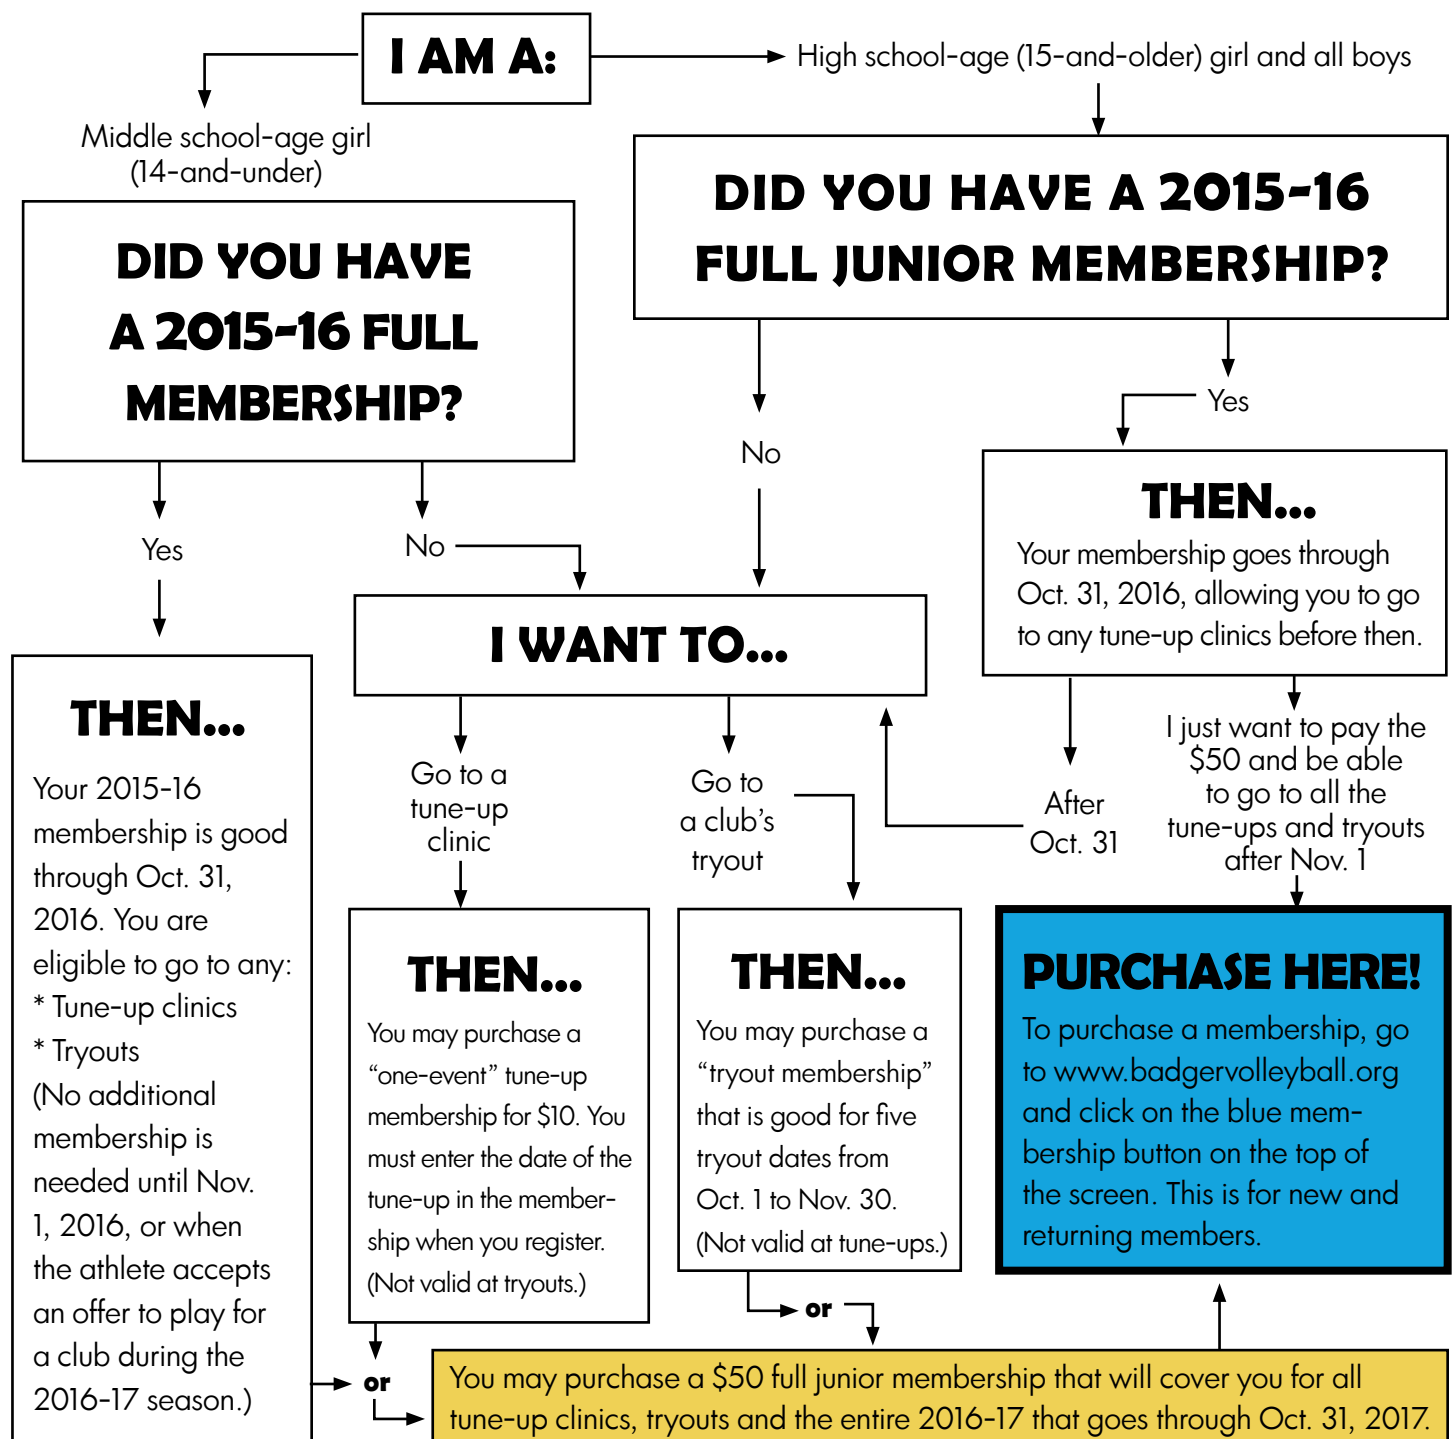 I AM A:
High school-age (15-and-older) girl and all boys
Middle school-age girl
(14-and-under)
DID YOU HAVE A 2015-16
FULL JUNIOR MEMBERSHIP?
DID YOU HAVE
A 2015-16 FULL
MEMBERSHIP?
Yes
No
No
Yes
THEN...
Your membership goes through
Oct. 31, 2016, allowing you to go
to any tune-up clinics before then.
I WANT TO...
THEN...
Your 2015-16
membership is good
through Oct. 31,
2016. You are
eligible to go to any:
* Tune-up clinics
* Tryouts
(No additional
membership is
needed until Nov.
1, 2016, or when
the athlete accepts
an offer to play for
a club during the
2016-17 season.)
Go to a
tune-up
clinic
Go to
a club's
tryout
After
Oct. 31
I just want to pay the
$50 and be able
to go to all the
tune-ups and tryouts
after Nov. 1
THEN...
You may purchase a
“one-event” tune-up
membership for $10. You
must enter the date of the
tune-up in the member-
ship when you register.
(Not valid at tryouts.)
THEN...
You may purchase a
“tryout membership”
that is good for five
tryout dates from
Oct. 1 to Nov. 30.
(Not valid at tune-ups.)
PURCHASE HERE!
To purchase a membership, go
to www.badgervolleyball.org
and click on the blue mem-
bership button on the top of
the screen. This is for new and
returning members.
or
or
You may purchase a $50 full junior membership that will cover you for all
tune-up clinics, tryouts and the entire 2016-17 that goes through Oct. 31, 2017.